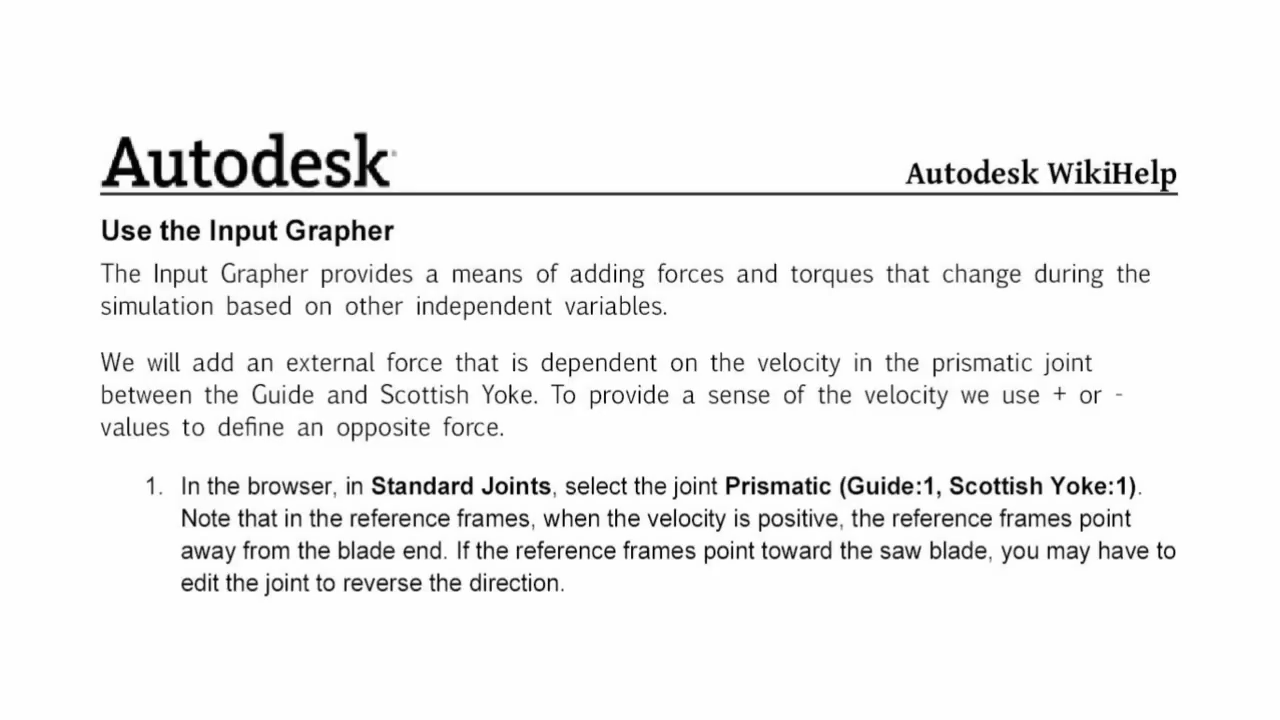 Autodesk
Autodesk WikiHelp
Use the Input Grapher
The Input Grapher provides a means of adding forces and torques that change during the
simulation based on other independent variables.
We will add an external force that is dependent on the velocity in the prismatic joint
between the Guide and Scottish Yoke. To provide a sense of the velocity we use + or -
values to define an opposite force.
1. In the browser, in Standard Joints, select the joint Prismatic (Guide:1, Scottish Yoke:1).
Note that in the reference frames, when the velocity is positive, the reference frames point
away from the blade end. If the reference frames point toward the saw blade, you may have to
edit the joint to reverse the direction.